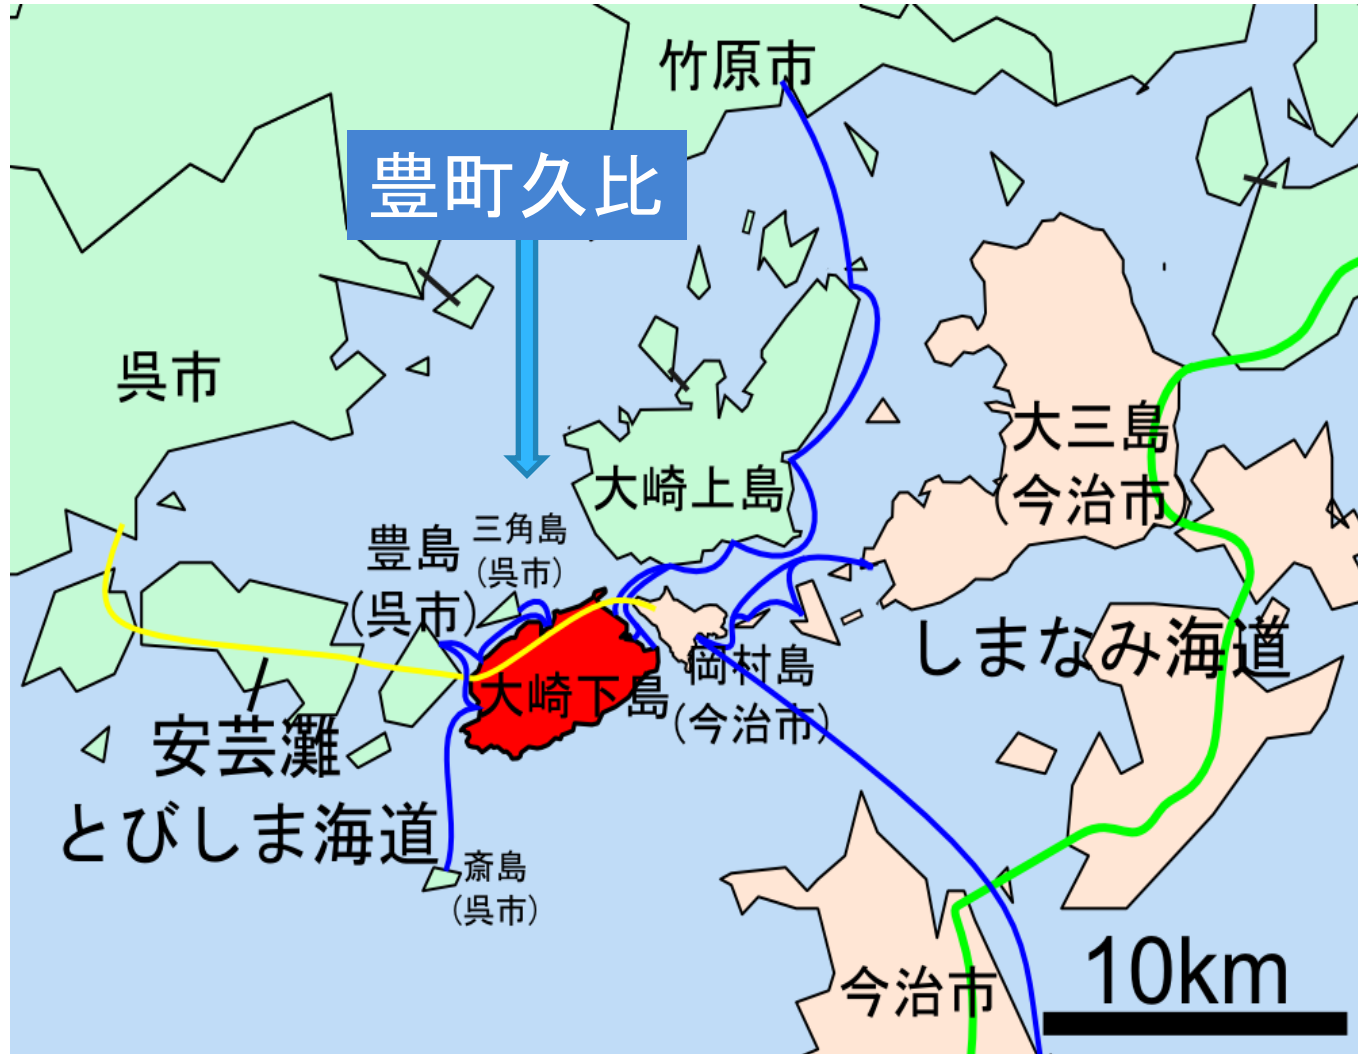 竹原市
豊町久比
呉市
大三島
(今治市)
大崎上島
三角島
(呉市)
豊島
(呉市)
しまなみ海道
大崎下島
岡村島
(今治市)
安芸灘
とびしま海道
斎島
(呉市)
今治市
10km